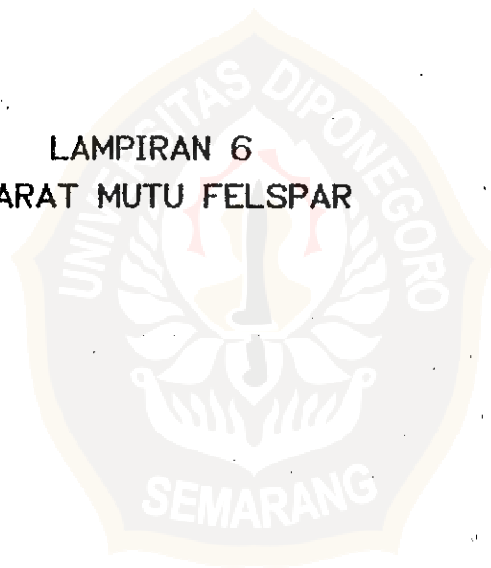 LAMPIRAN 6
ARAT MUTU FELSPAR
UNIVERSITAS DIPONEGORO
SEMARANG